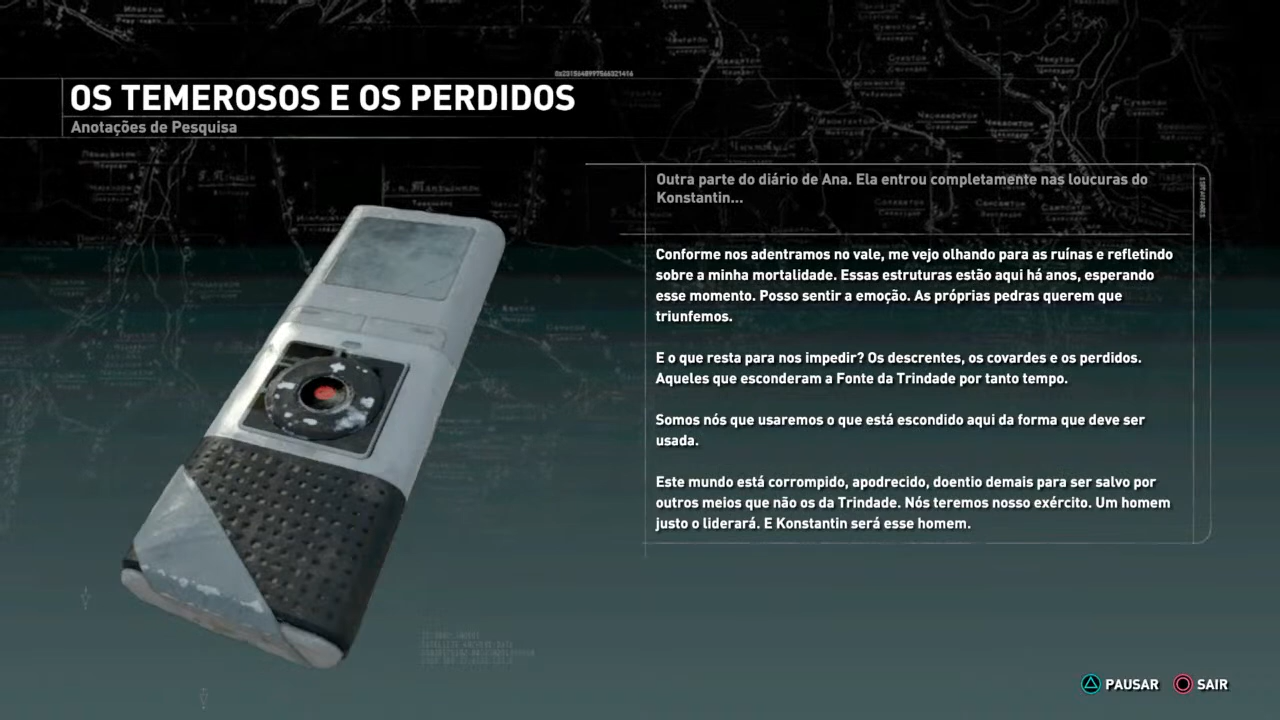 OS TEMEROSOS E OS PERDIDOS
Anotações de Pesquisa
Outra parte do diário de Ana. Ela entrou completamente nas loucuras do
Konstantin...
Conforme nos adentramos no vale, me vejo olhando para as ruínas e refletindo
sobre a minha mortalidade. Essas estruturas estão aqui há anos, esperando
esse momento. Posso sentir a emoção. As próprias pedras querem que
triunfemos.
E o que resta para nos impedir? Os descrentes, os covardes e os perdidos.
Aqueles que esconderam a Fonte da Trindade por tanto tempo.
Somos nós que usaremos o que está escondido aqui da forma que deve ser
usada.
Este mundo está corrompido, apodrecido, doentio demais para ser salvo por
outros meios que não os da Trindade. Nós teremos nosso exército. Um homem
justo o liderará. E Konstantin será esse homem.
PAUSAR SAIR